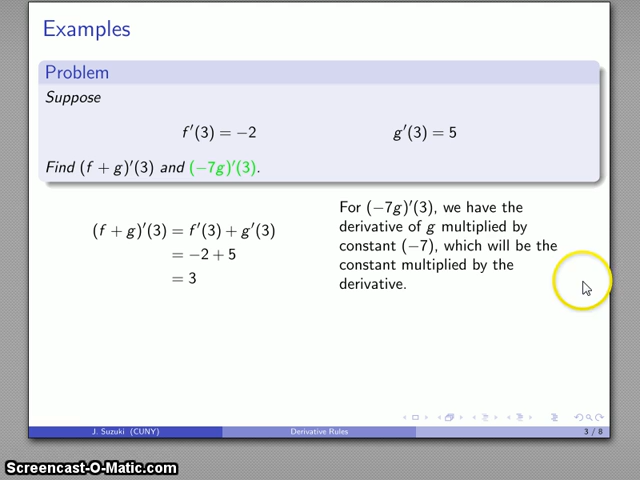 Examples
Problem
Suppose
f′(3) = −2 g′(3) = 5
Find (f + g)′(3) and (−7g)′(3).
(f + g)′(3) = f′(3) + g′(3)
= −2 + 5
= 3
For (−7g)′(3), we have the
derivative of g multiplied by
constant (−7), which will be the
constant multiplied by the
derivative.
J. Suzuki (CUNY) Derivative Rules 3 / 8
Screencast-O-Matic.com